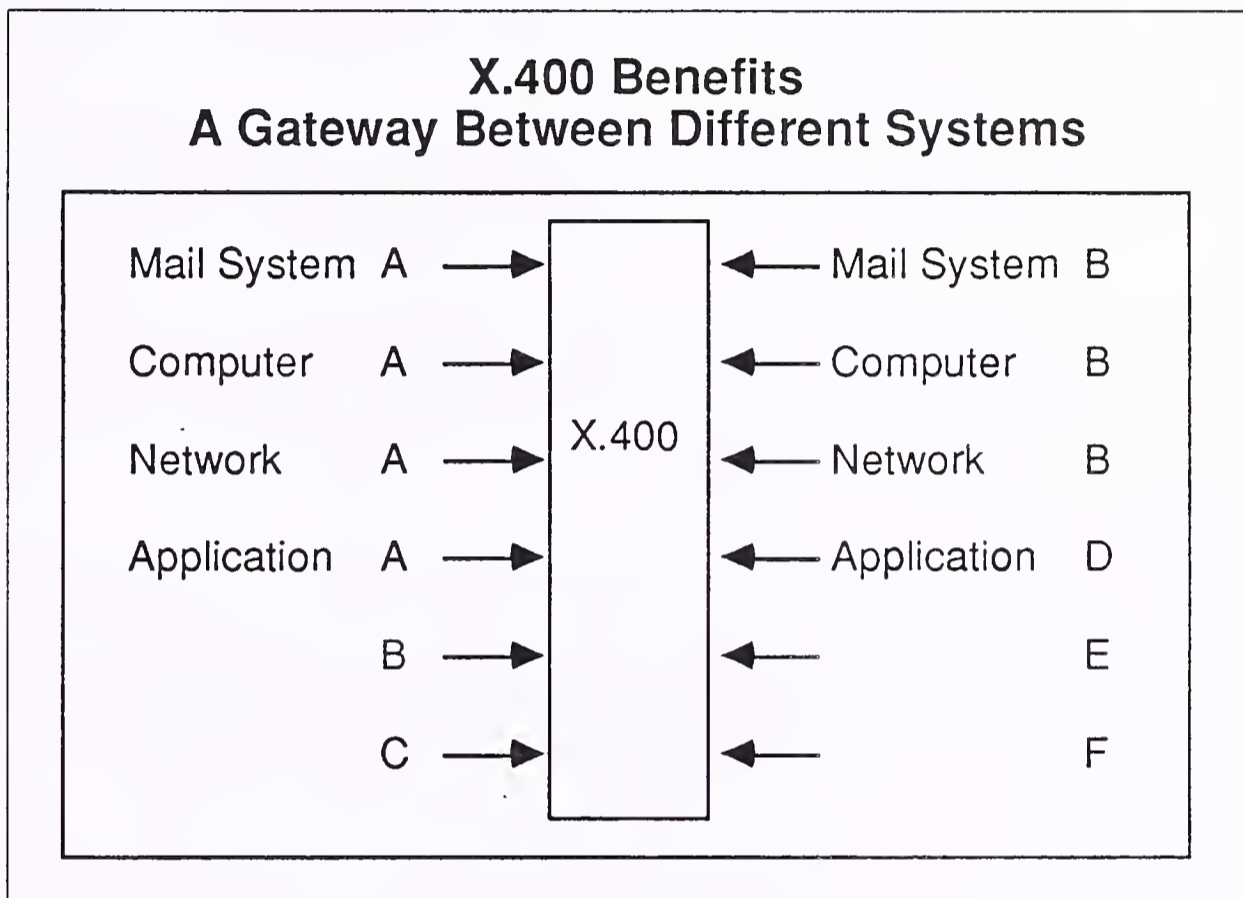 X.400 Benefits
A Gateway Between Different Systems
Mail System A Mail System B
Computer A Computer B
X.400
Network A Network B
Application A Application D
B E
C F